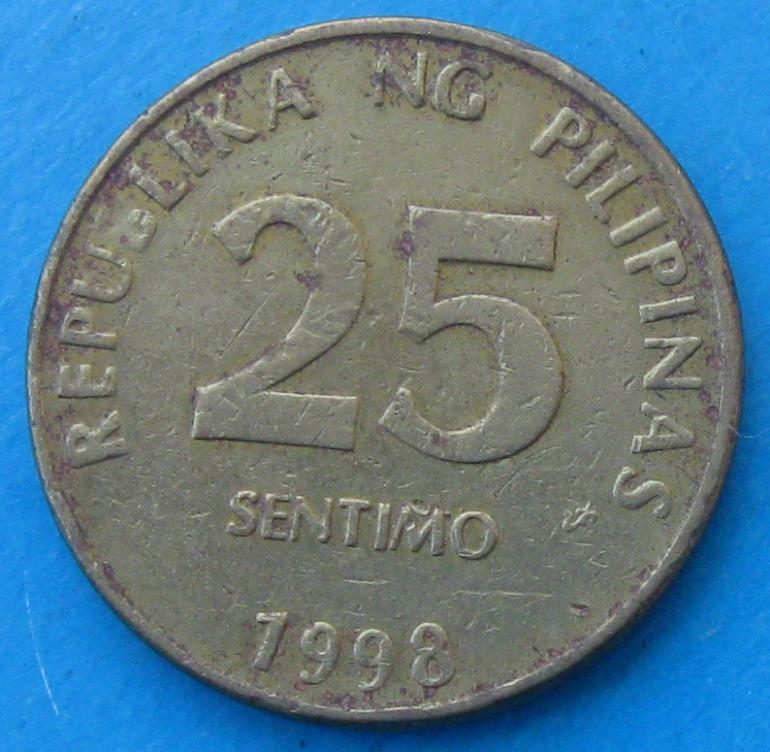 REPUBLIKA NG PILIPINAS
25
SENTIMO
1998